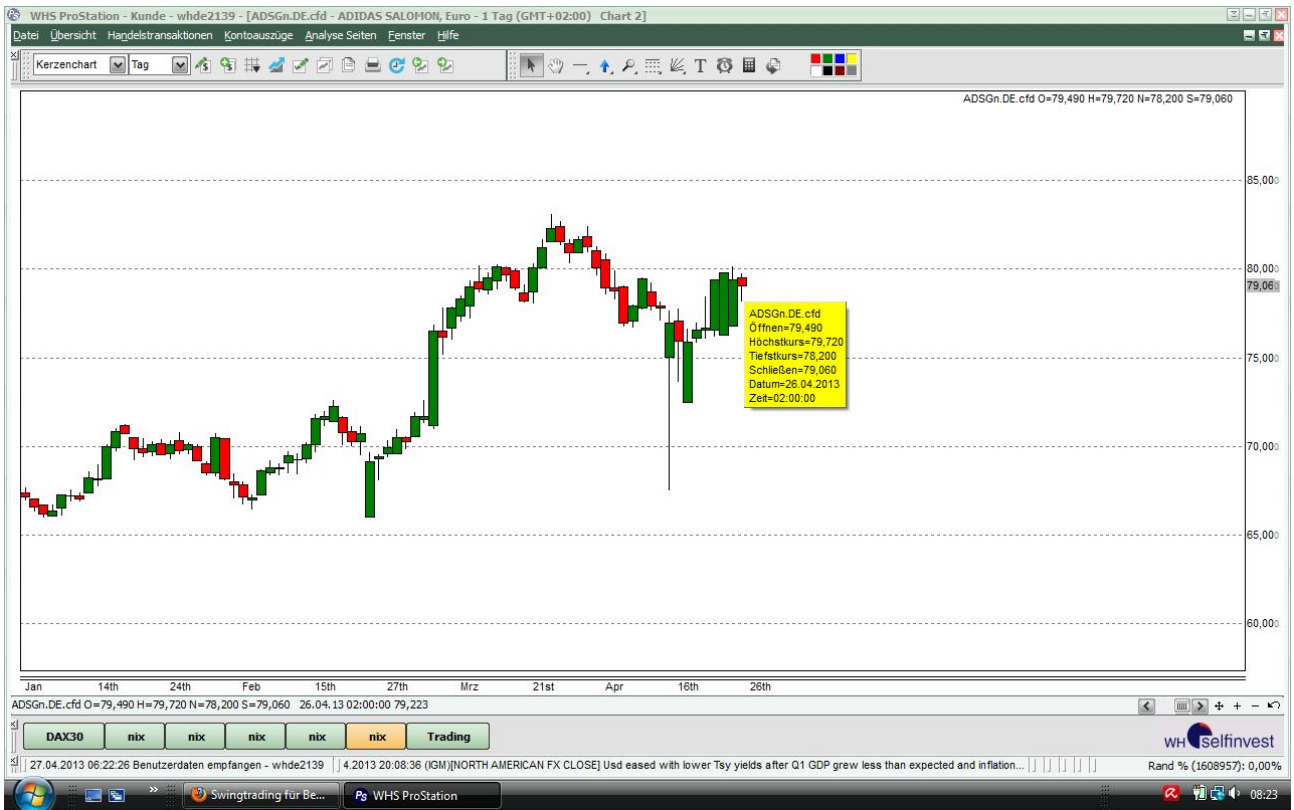 WHS ProStation - Kunde - whde2139 - [ADSGn.DE.cfd - ADIDAS SALOMON, Euro - 1 Tag (GMT+02:00) Chart 2]
Datei Übersicht Handelstransaktionen Kontoauszüge Analyse Seiten Fenster Hilfe
Kerzenchart Tag T
ADSGn.DE.cfd O=79,490 H=79,720 N=78,200 S=79,060
85,000
80,000
79,060
ADSGn.DE.cfd
Öffnen=79,490
Höchstkurs=79,720
Tiefstkurs=78,200
Schließen=79,060
Datum=26.04.2013
Zeit=02:00:00
75,000
70,000
65,000
60,000
Jan 14th 24th Feb 15th 27th Mrz 21st Apr 16th 26th
ADSGn.DE.cfd O=79,490 H=79,720 N=78,200 S=79,060 26.04.13 02:00:00 79,223
DAX30 nix nix nix nix nix Trading
WH selfinvest
27.04.2013 06:22:26 Benutzerdaten empfangen - whde2139 4.2013 20:08:36 (IGM)[NORTH AMERICAN FX CLOSE] Usd eased with lower Tsy yields after Q1 GDP grew less than expected and inflation... Rand % (1608957): 0,00%
Swingtrading für Be... Ps WHS ProStation 08:23